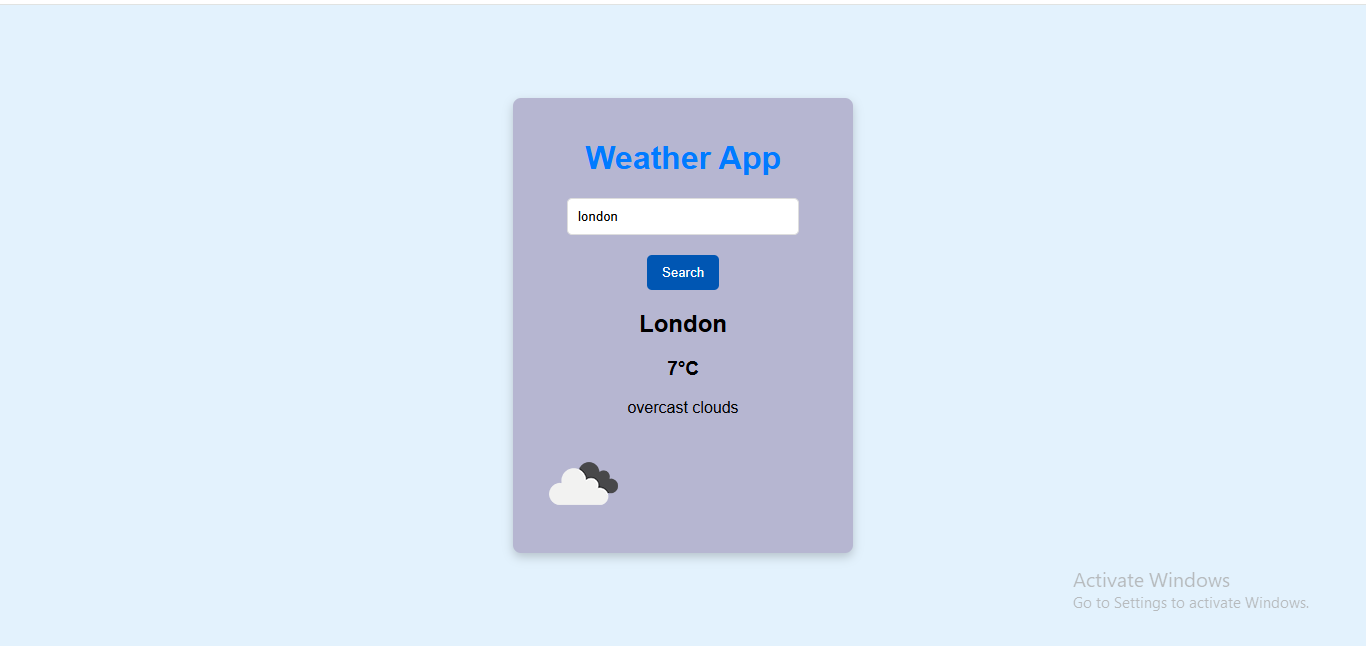 Weather App
london
Search
London
7°C
overcast clouds
Activate Windows
Go to Settings to activate Windows.